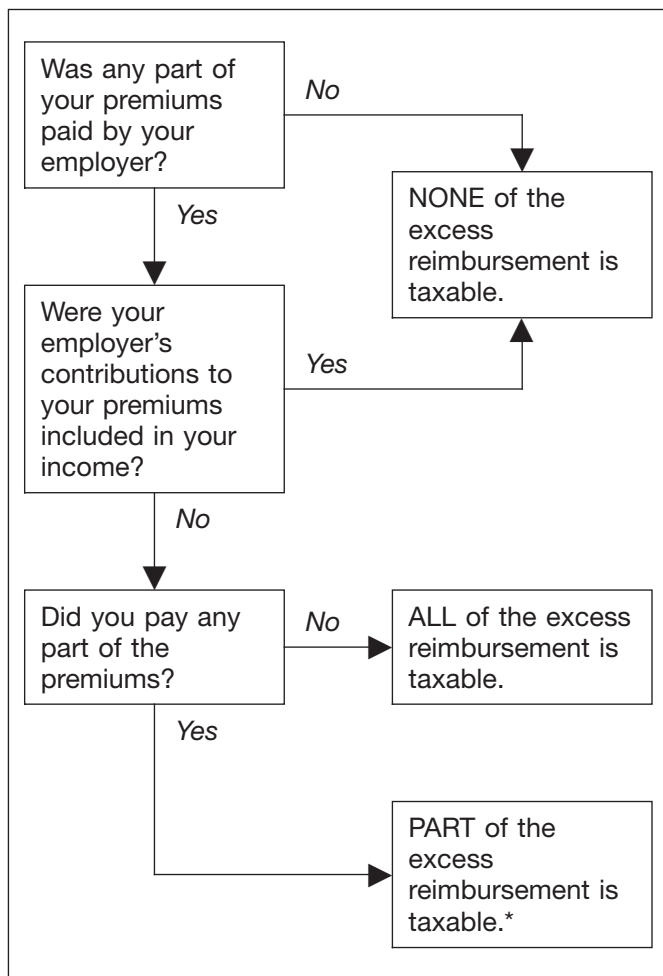 Was any part of
your premiums
paid by your
employer?
No
NONE of the
excess
reimbursement is
taxable.
Yes
Were your
employer’s
contributions to
your premiums
included in your
income?
Yes
No
Did you pay any
part of the
premiums?
No
ALL of the excess
reimbursement is
taxable.
Yes
PART of the
excess
reimbursement is
taxable.*